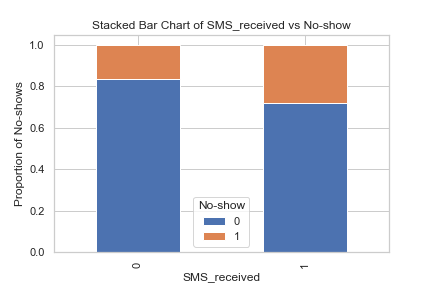 Stacked Bar Chart of SMS_received vs No-show
Proportion of No-shows
1.0
0.8
0.6
0.4
0.2
0.0
No-show
0
1
0
1
SMS_received